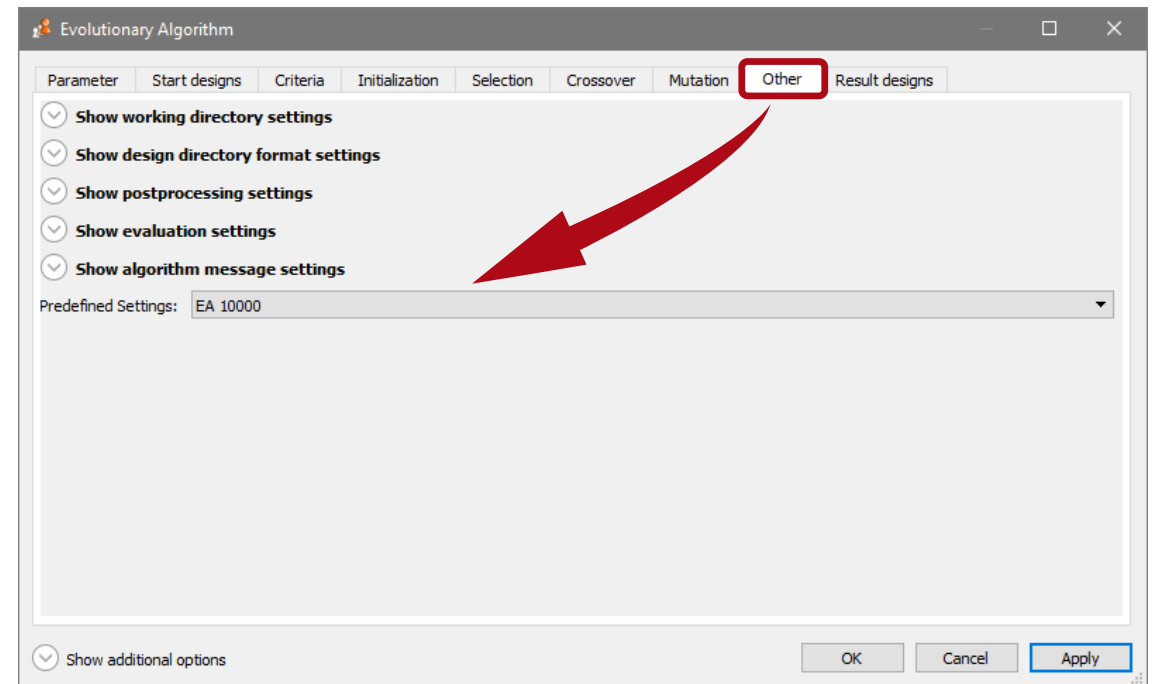 Evolutionary Algorithm
Parameter Start designs Criteria Initialization Selection Crossover Mutation Other Result designs
Show working directory settings
Show design directory format settings
Show postprocessing settings
Show evaluation settings
Show algorithm message settings
Predefined Settings: EA 10000
Show additional options OK Cancel Apply